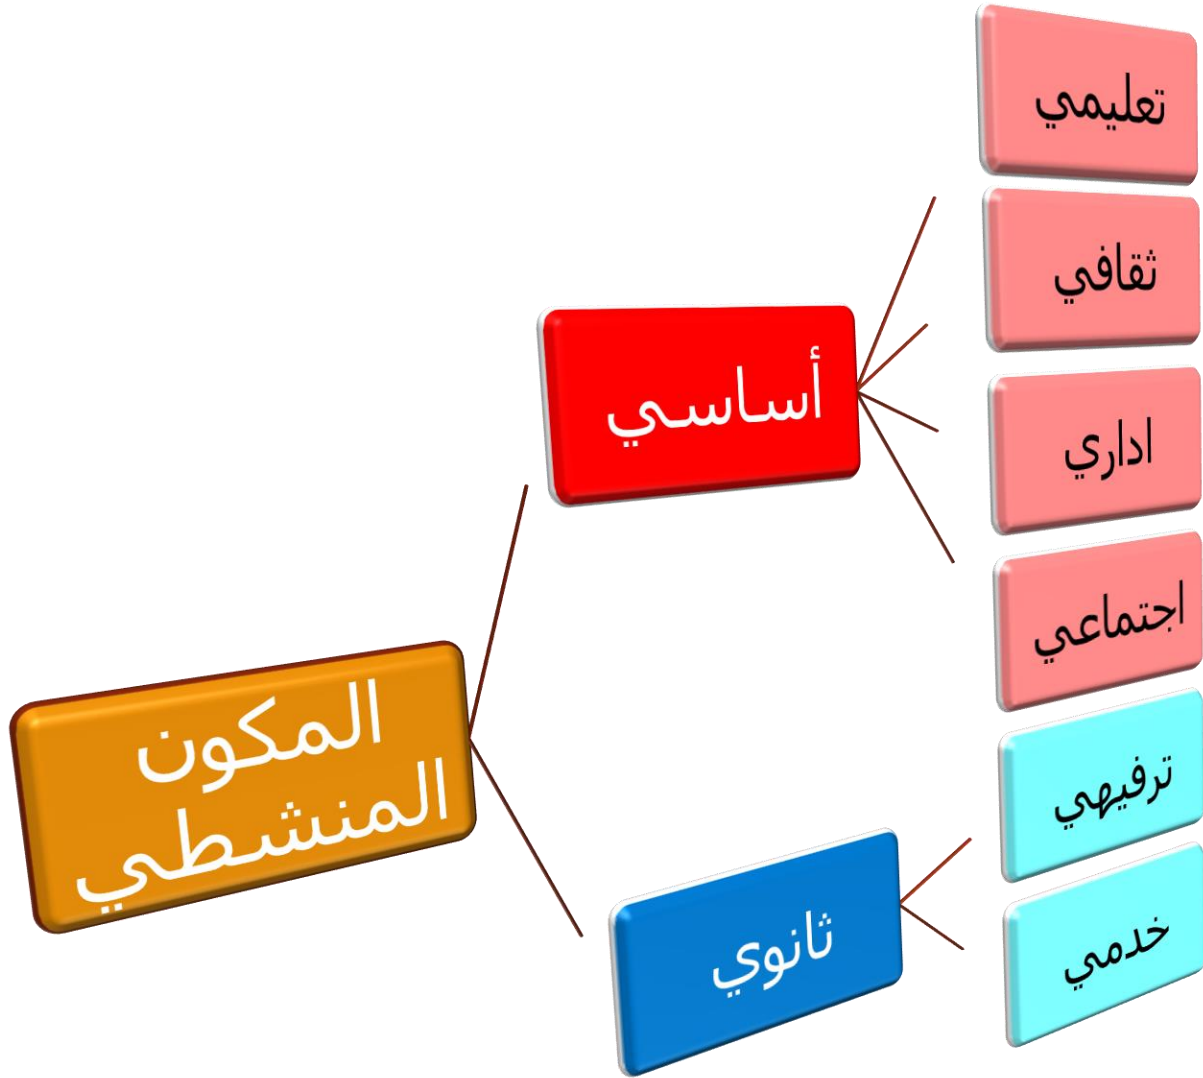 المكون
المنشطي
أساسي
تعليمي
ثقافي
اداري
اجتماعي
ثانوي
ترفيهي
خدمي